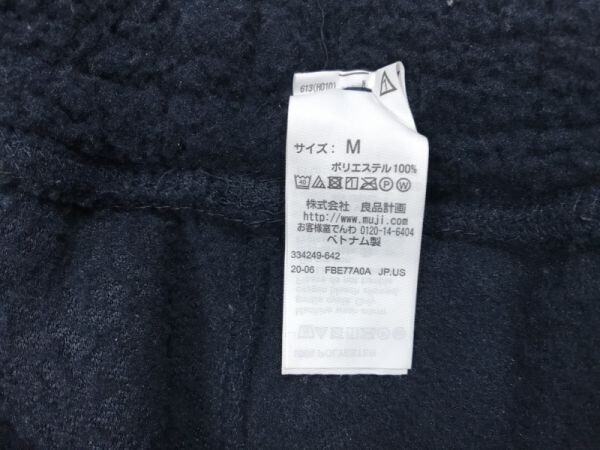 613(H010)
サイズ: M
ポリエステル100%
40
P W
株式会社 良品計画
http://www.muji.com/
お客様室でんわ 0120-14-6404
ベトナム製
334249-642
20-06 FBE77A0A JP.US